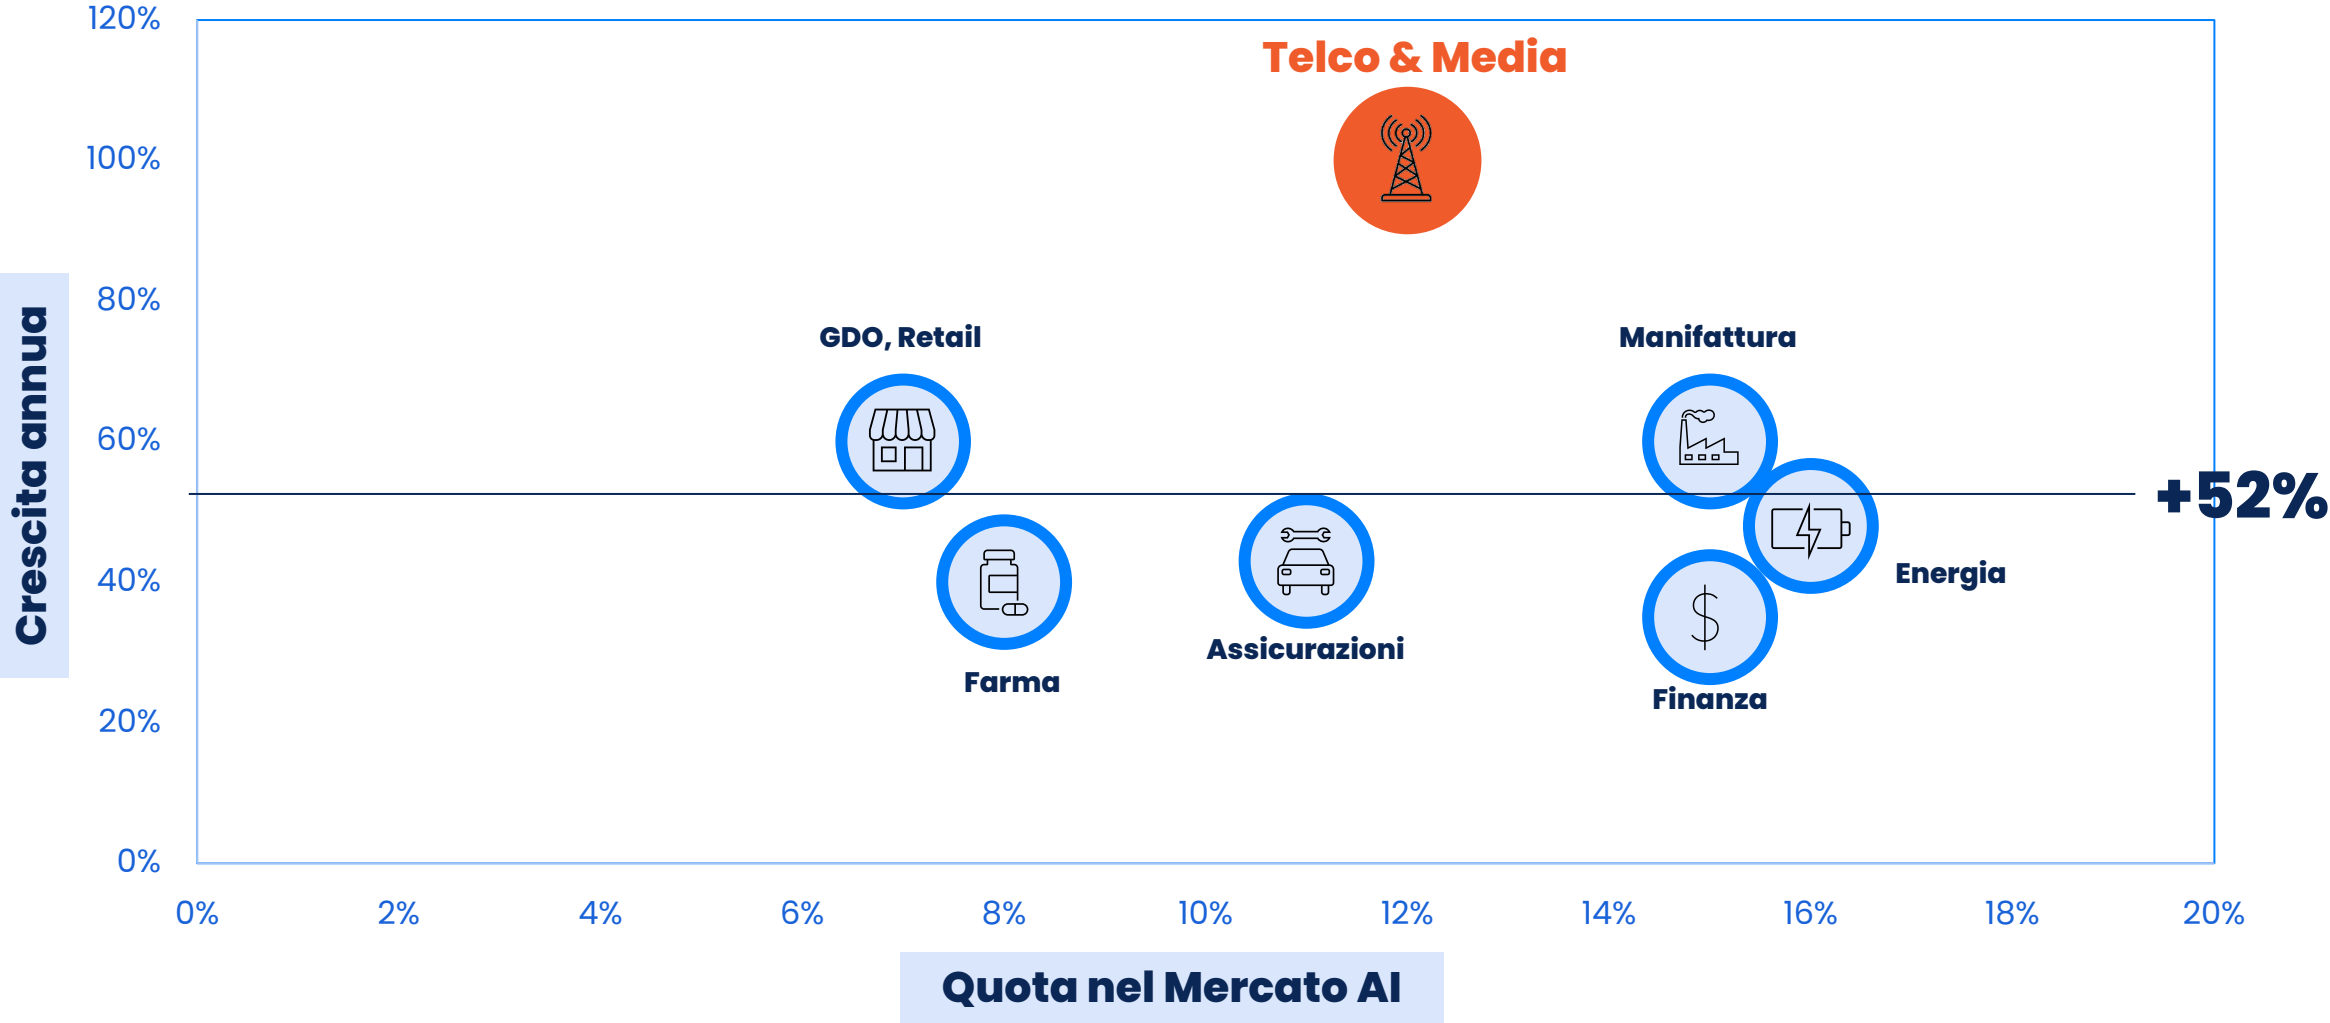 120%
Telco & Media
100%
80%
GDO, Retail
Manifattura
60%
+52%
Crescita annua
40%
Energia
Assicurazioni
Farma
Finanza
20%
0%
0% 2% 4% 6% 8% 10% 12% 14% 16% 18% 20%
Quota nel Mercato AI